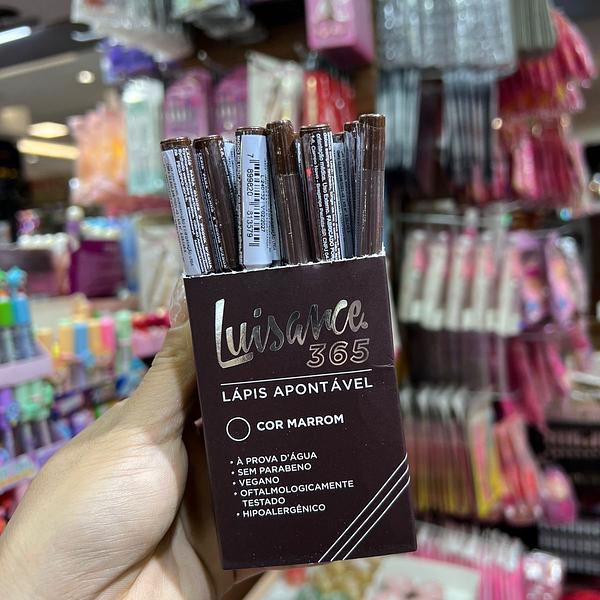 Luisance
365
LÁPIS APONTÁVEL
COR MARROM
• À PROVA D'ÁGUA
• SEM PARABENO
• VEGANO
• OFTALMOLOGICAMENTE
TESTADO
• HIPOALERGÊNICO